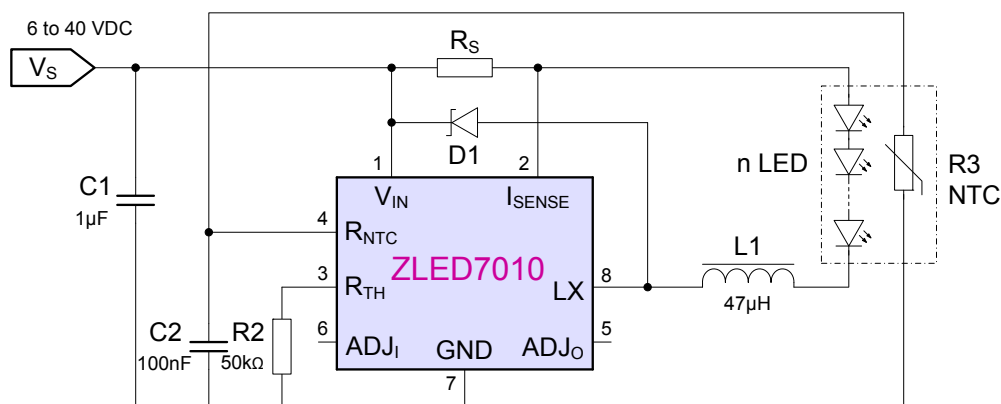 6 to 40 VDC
VS
RS
D1
1
2
C1
1µF
VIN
ISENSE
n LED
R3
NTC
4
RNTC
ZLED7010
L1
3
RTH
LX
8
47µH
6
ADJI
GND
ADJO
5
C2
100nF
R2
50kΩ
7